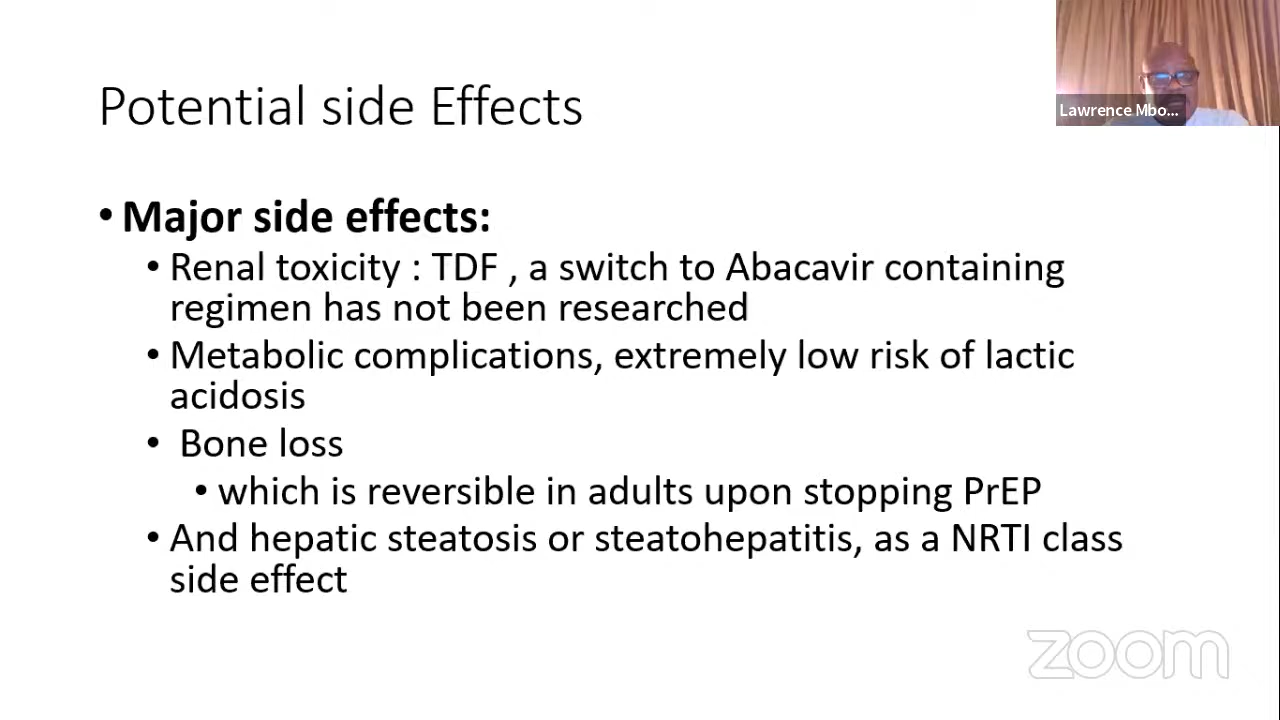 Potential side Effects
Lawrence Mbo...
• Major side effects:
• Renal toxicity : TDF , a switch to Abacavir containing
regimen has not been researched
• Metabolic complications, extremely low risk of lactic
acidosis
• Bone loss
• which is reversible in adults upon stopping PrEP
• And hepatic steatosis or steatohepatitis, as a NRTI class
side effect
zoom